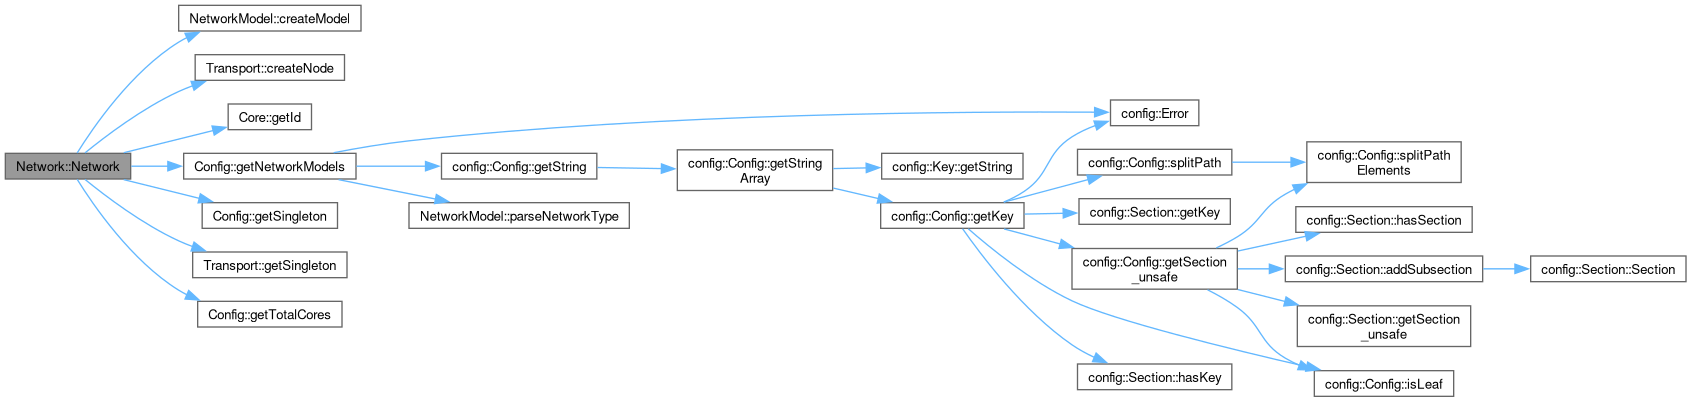 Network::Network
NetworkModel::createModel
Transport::createNode
Core::getId
Config::getNetworkModels
Config::getSingleton
Transport::getSingleton
Config::getTotalCores
config::Config::getString
NetworkModel::parseNetworkType
config::Config::getString
Array
config::Key::getString
config::Config::getKey
config::Error
config::Config::splitPath
config::Section::getKey
config::Config::getSection
_unsafe
config::Section::hasKey
config::Config::splitPath
Elements
config::Section::hasSection
config::Section::addSubsection
config::Section::getSection
_unsafe
config::Config::isLeaf
config::Section::Section